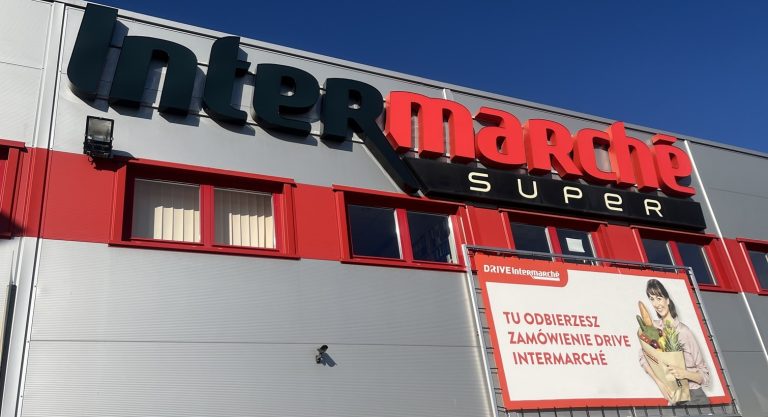 Intermarché
SUPER
DRIVE Intermarché
TU ODBIERZESZ
ZAMÓWIENIE DRIVE
INTERMARCHÉ